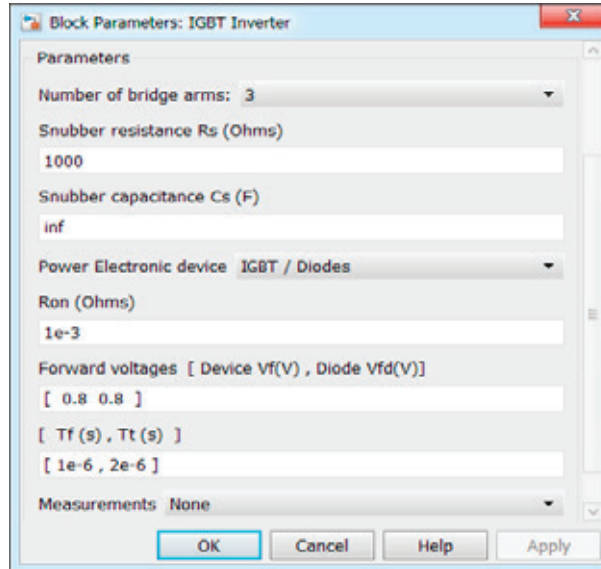 Block Parameters: IGBT Inverter
Parameters
Number of bridge arms: 3
Snubber resistance Rs (Ohms)
1000
Snubber capacitance Cs (F)
inf
Power Electronic device IGBT / Diodes
Ron (Ohms)
1e-3
Forward voltages [ Device Vf(V) , Diode Vfd(V)]
[ 0.8 0.8 ]
[ Tf (s) , Tt (s) ]
[ 1e-6 , 2e-6 ]
Measurements None
OK Cancel Help Apply